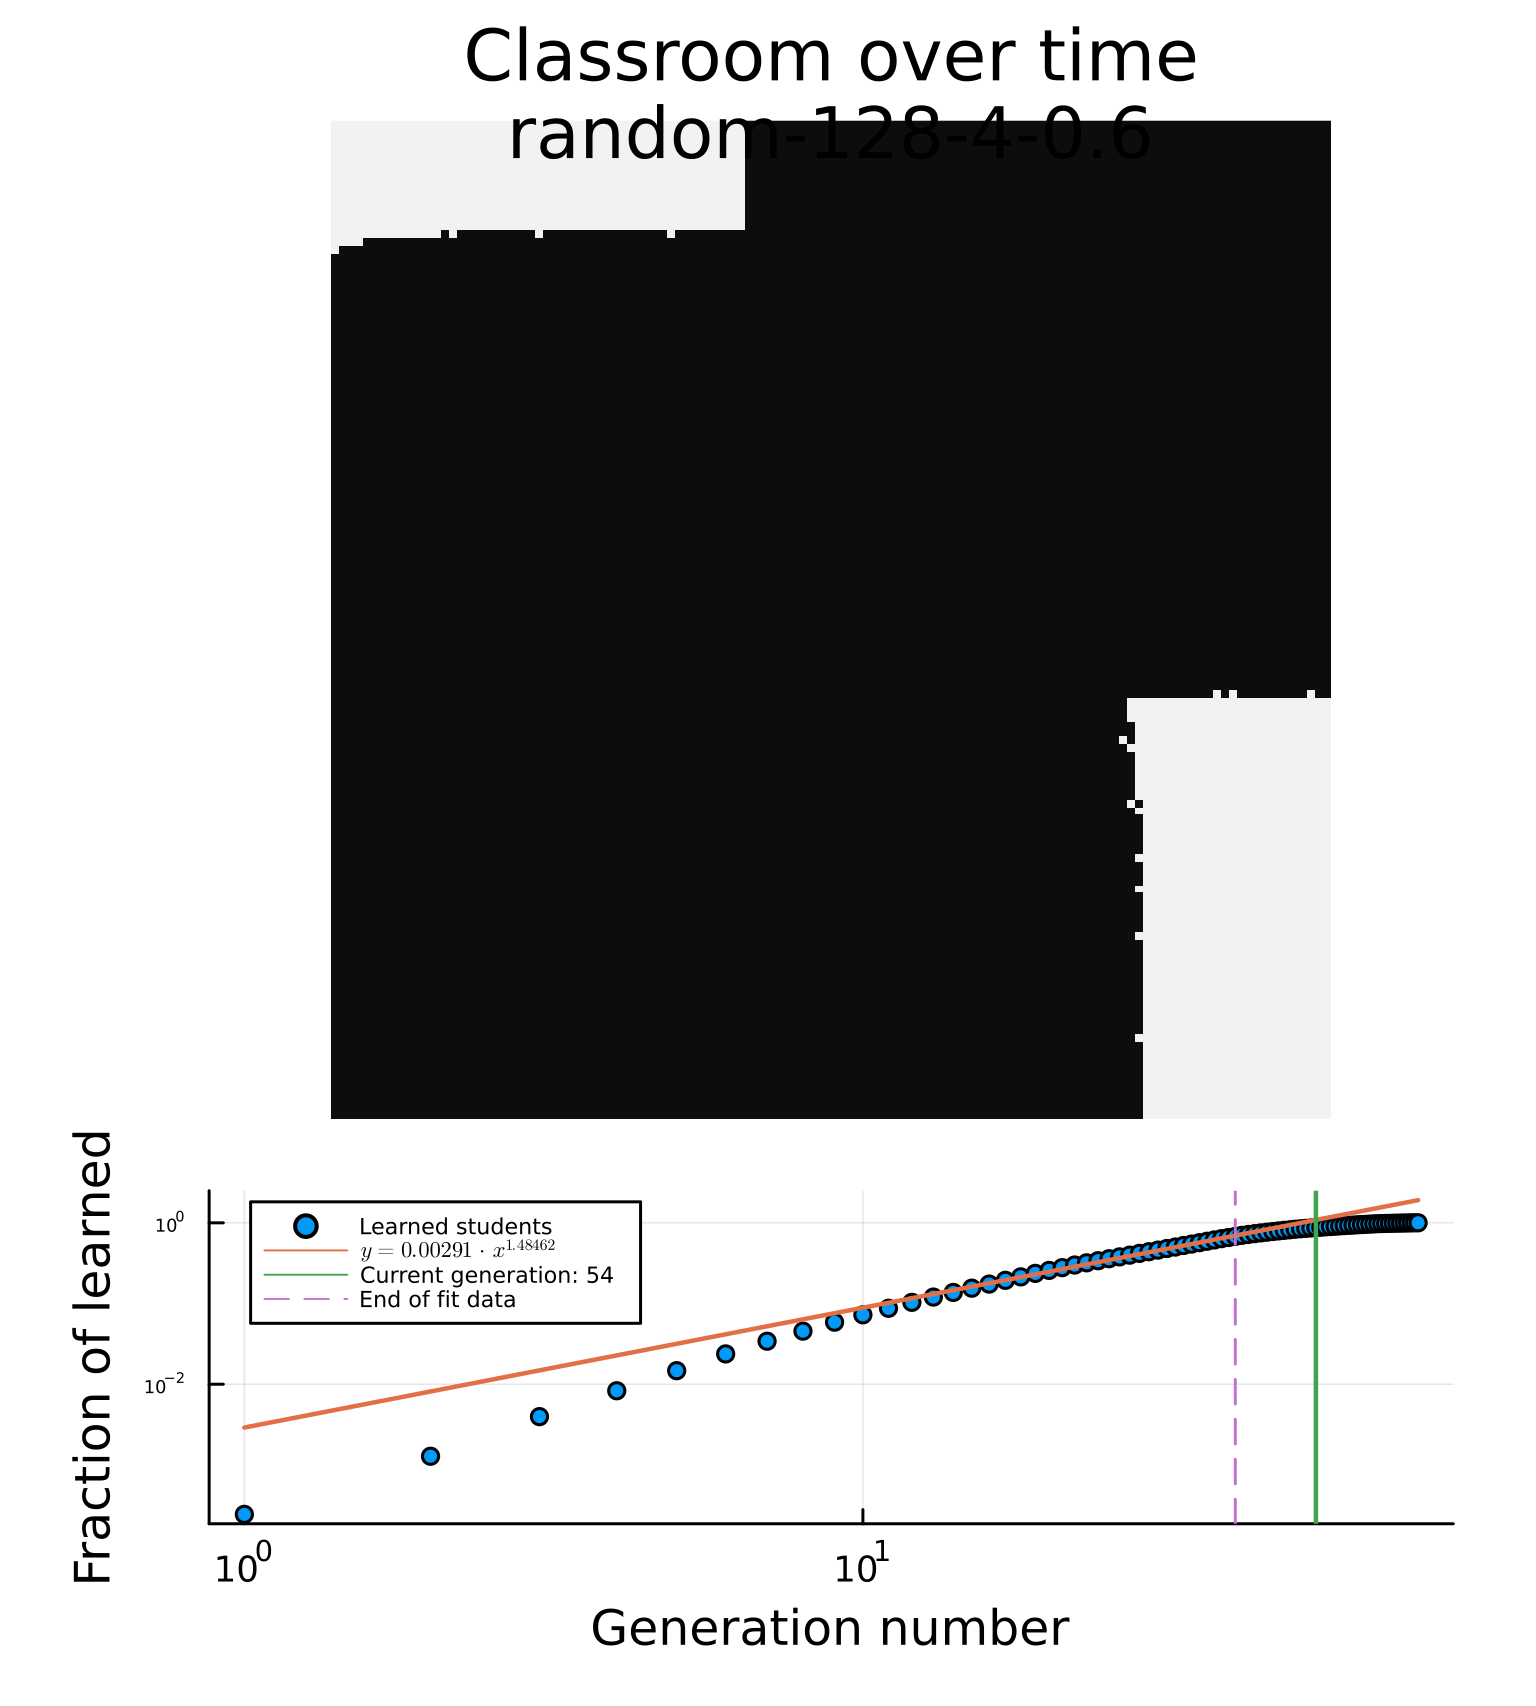 Classroom over time
random-128-4-0.6
Fraction of learned
10^0
10^-2
Learned students
y = 0.00291 · x^1.48462
Current generation: 54
End of fit data
10^0
10^1
Generation number